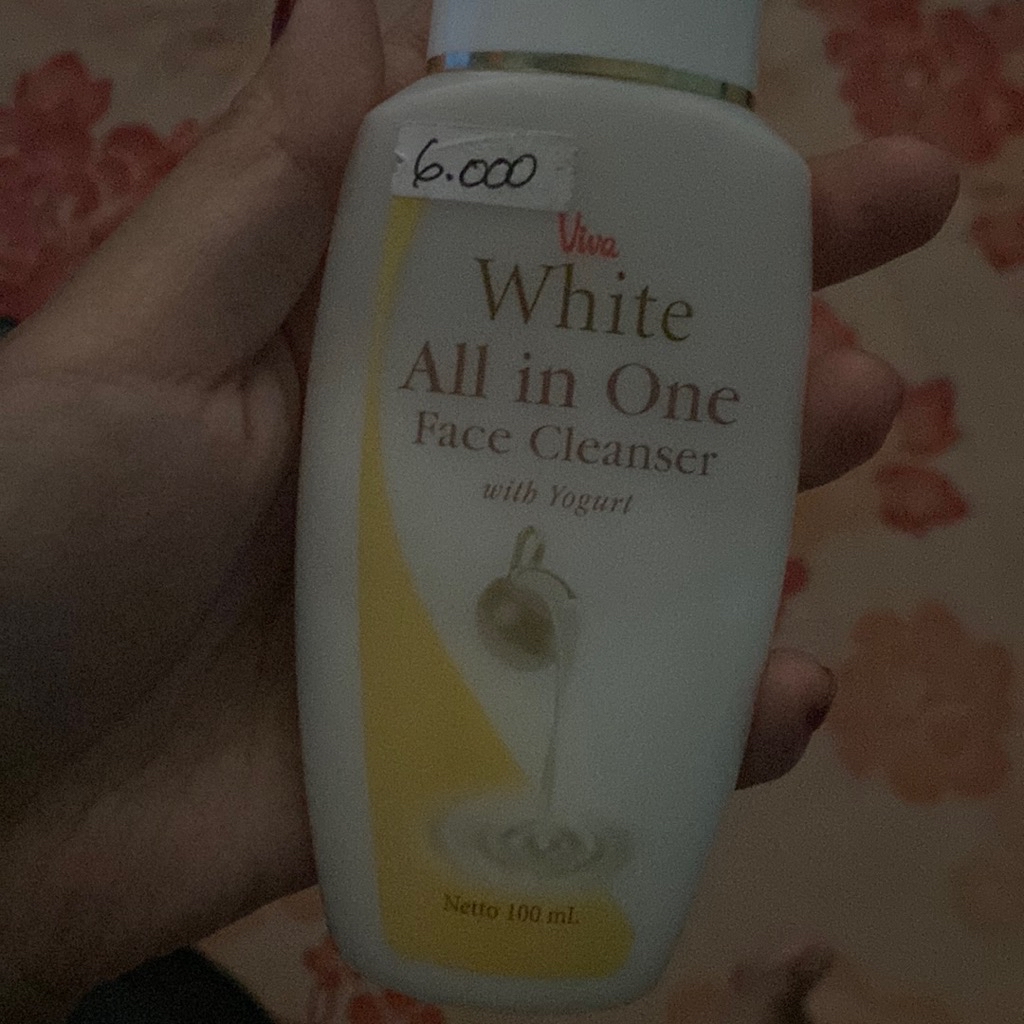 6.000
Viva
White
All in One
Face Cleanser
with Yogurt
Netto 100 mL